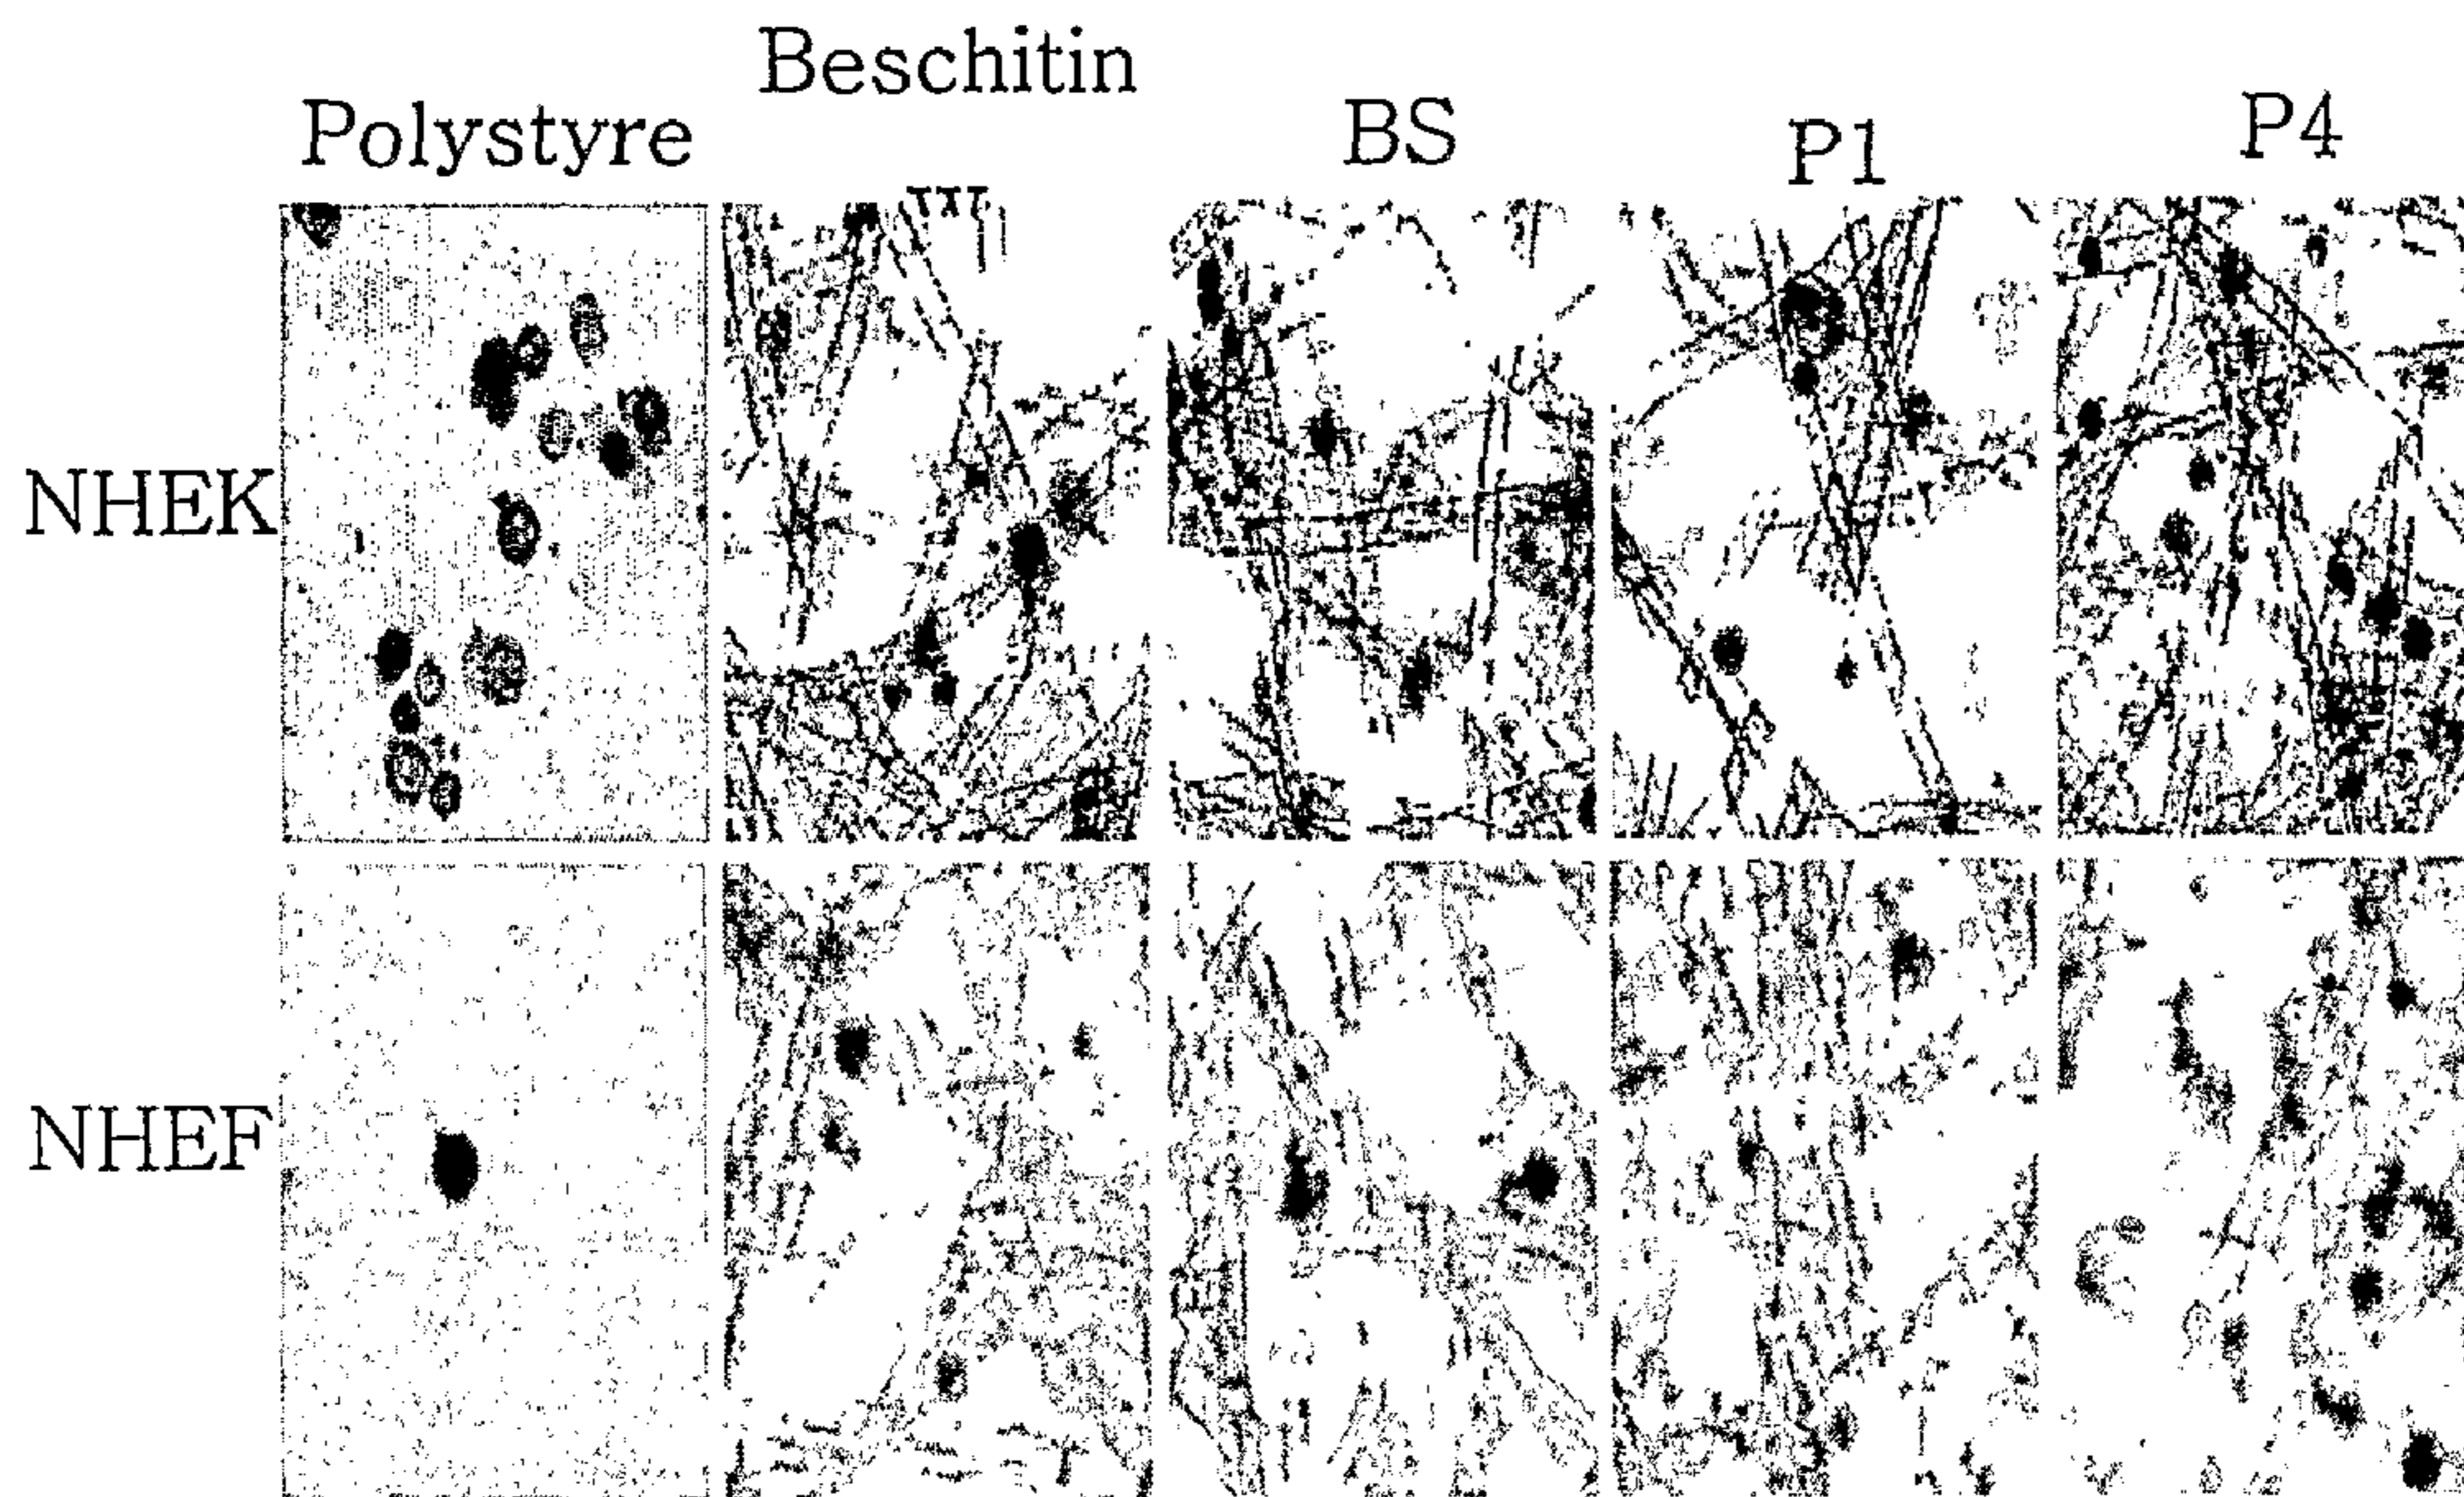 Beschitin
Polystyre
BS
P1
P4
NHEK
NHEF